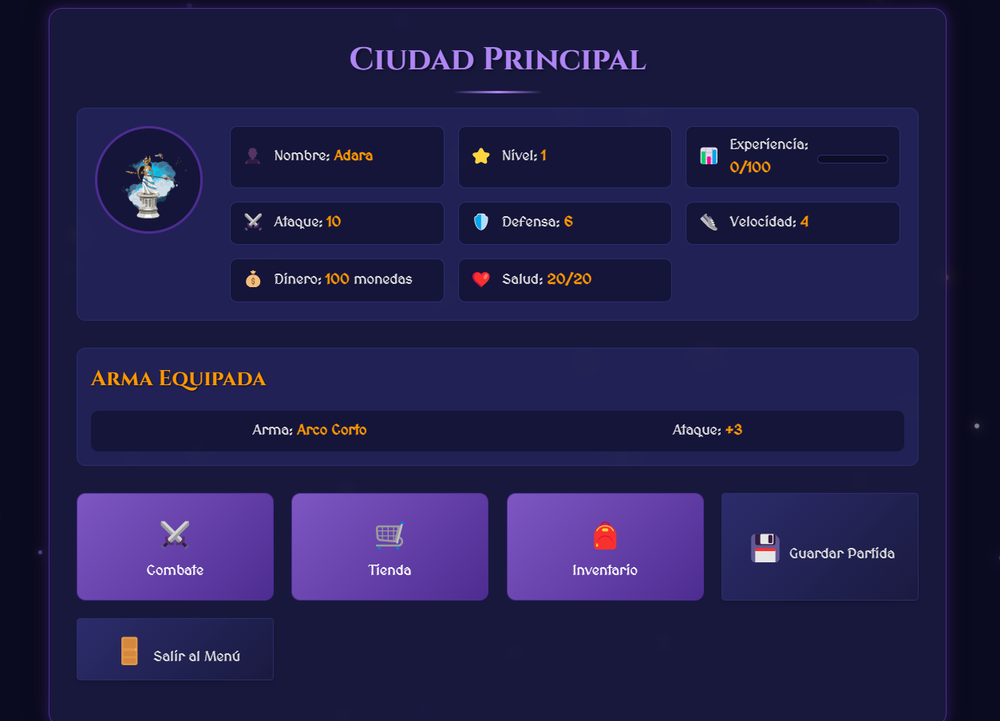 Ciudad Principal
Nombre: Adara
Nivel: 1
Experiencia:
0/100
Ataque: 10
Defensa: 6
Velocidad: 4
Dinero: 100 monedas
Salud: 20/20
Arma Equipada
Arma: Arco Corto
Ataque: +3
Combate
Tienda
Inventario
Guardar Partida
Salir al Menú